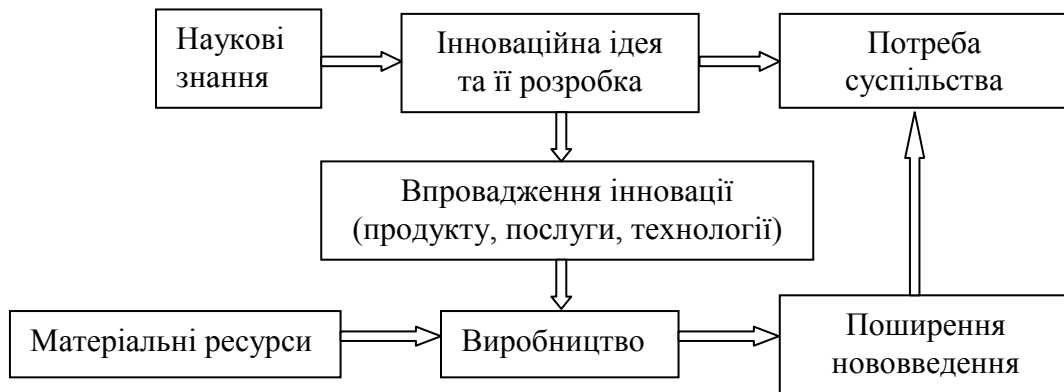 Наукові
знання
Інноваційна ідея
та її розробка
Потреба
суспільства
Впровадження інновації
(продукту, послуги, технології)
Матеріальні ресурси
Виробництво
Поширення
нововведення